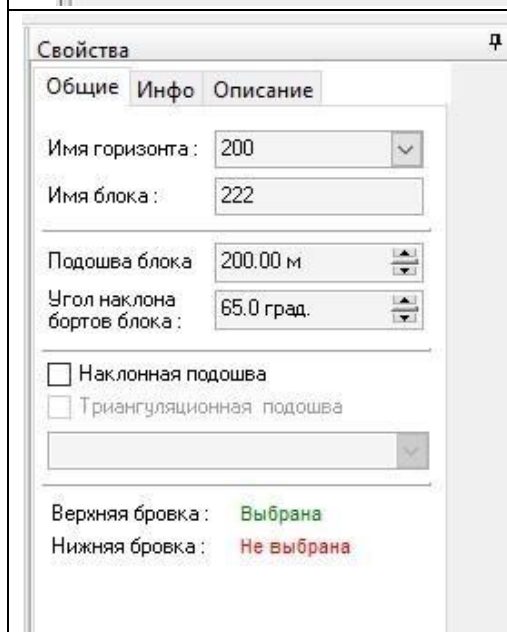 Свойства
Общие Инфо Описание
Имя горизонта : 200
Имя блока : 222
Подошва блока 200.00 м
Угол наклона
бортов блока : 65.0 град.
Наклонная подошва
Триангуляционная подошва
Верхняя бровка : Выбрана
Нижняя бровка : Не выбрана